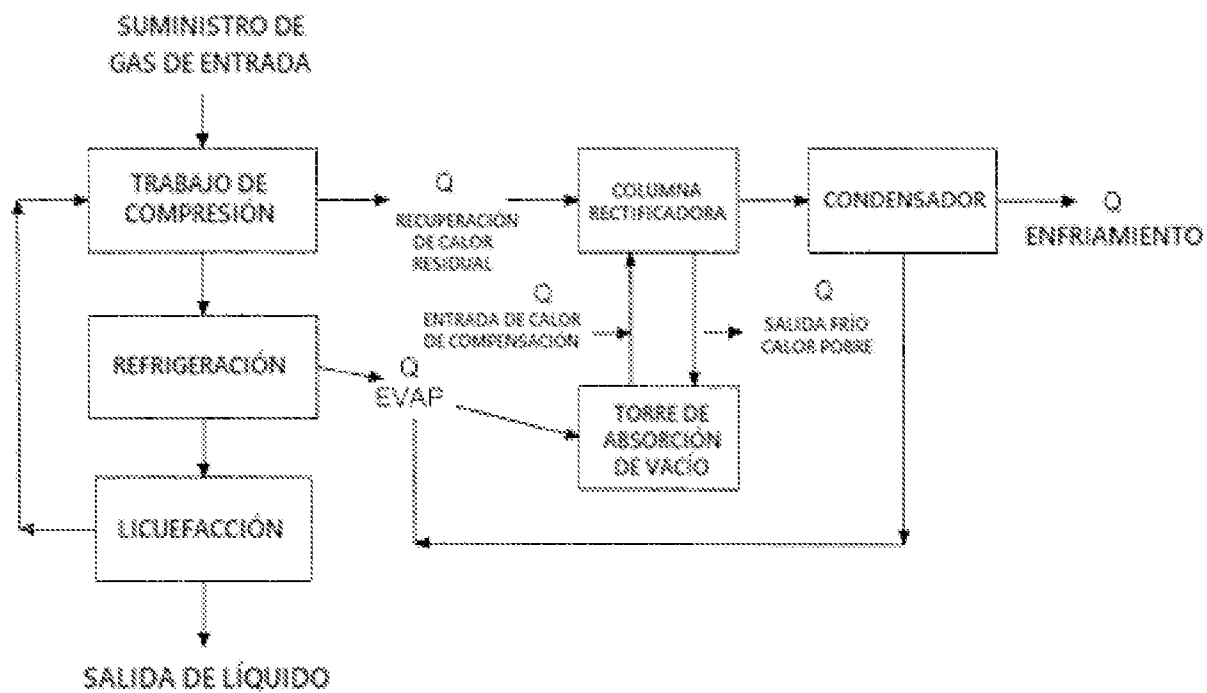 SUMINISTRO DE
GAS DE ENTRADA
TRABAJO DE
COMPRESIÓN
Q
RECUPERACIÓN
DE CALOR
RESIDUAL
COLUMNA
RECTIFICADORA
CONDENSADOR
Q
ENFRIAMIENTO
REFRIGERACIÓN
Q
EVAP
Q
ENTRADA DE CALOR
DE COMPENSACIÓN
Q
SALIDA FRÍO
CALOR POBRE
TORRE DE
ABSORCIÓN
DE VACÍO
LICUEFACCIÓN
SALIDA DE LÍQUIDO